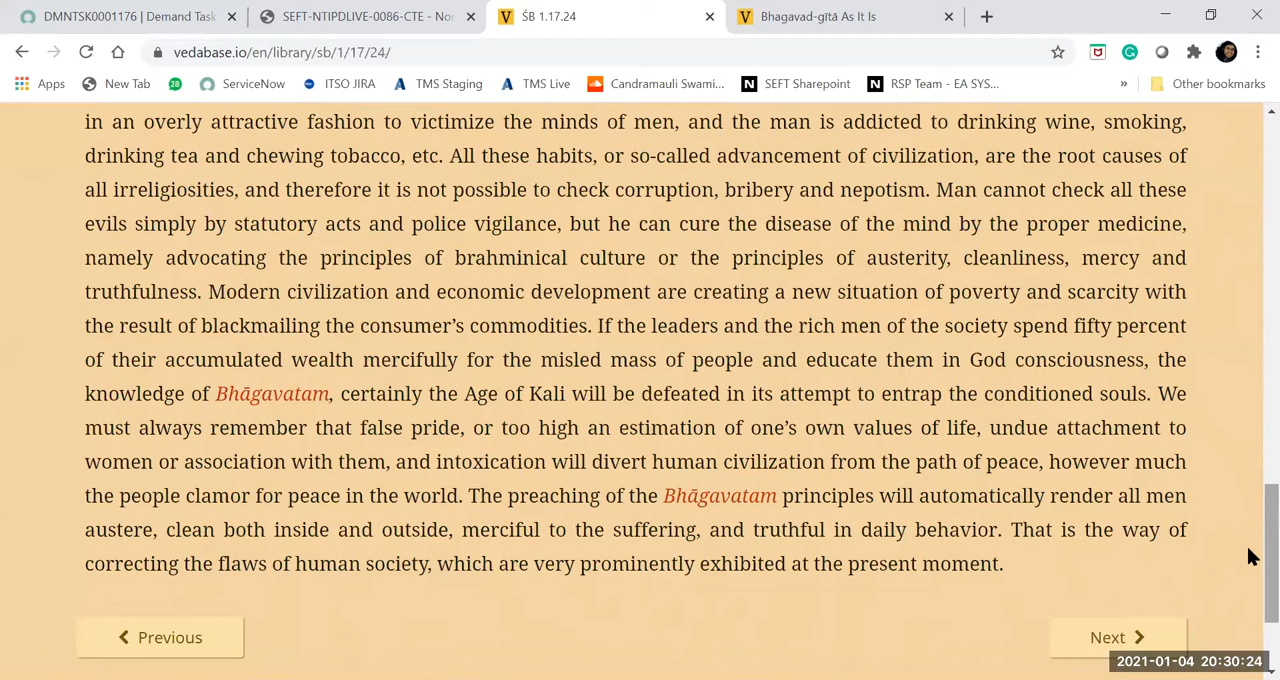 DMNTSK0001176 | Demand Task
SEFT-NTIPDLIVE-0086-CTE - Nor
V ŚB 1.17.24
V Bhagavad-gītā As It Is
vedabase.io/en/library/sb/1/17/24/
Apps New Tab 28 ServiceNow ITSO JIRA TMS Staging TMS Live Candramauli Swami... N SEFT Sharepoint N RSP Team - EA SYS... » Other bookmarks
in an overly attractive fashion to victimize the minds of men, and the man is addicted to drinking wine, smoking,
drinking tea and chewing tobacco, etc. All these habits, or so-called advancement of civilization, are the root causes of
all irreligiosities, and therefore it is not possible to check corruption, bribery and nepotism. Man cannot check all these
evils simply by statutory acts and police vigilance, but he can cure the disease of the mind by the proper medicine,
namely advocating the principles of brahminical culture or the principles of austerity, cleanliness, mercy and
truthfulness. Modern civilization and economic development are creating a new situation of poverty and scarcity with
the result of blackmailing the consumer’s commodities. If the leaders and the rich men of the society spend fifty percent
of their accumulated wealth mercifully for the misled mass of people and educate them in God consciousness, the
knowledge of Bhāgavatam, certainly the Age of Kali will be defeated in its attempt to entrap the conditioned souls. We
must always remember that false pride, or too high an estimation of one’s own values of life, undue attachment to
women or association with them, and intoxication will divert human civilization from the path of peace, however much
the people clamor for peace in the world. The preaching of the Bhāgavatam principles will automatically render all men
austere, clean both inside and outside, merciful to the suffering, and truthful in daily behavior. That is the way of
correcting the flaws of human society, which are very prominently exhibited at the present moment.
Previous
Next
2021-01-04 20:30:24